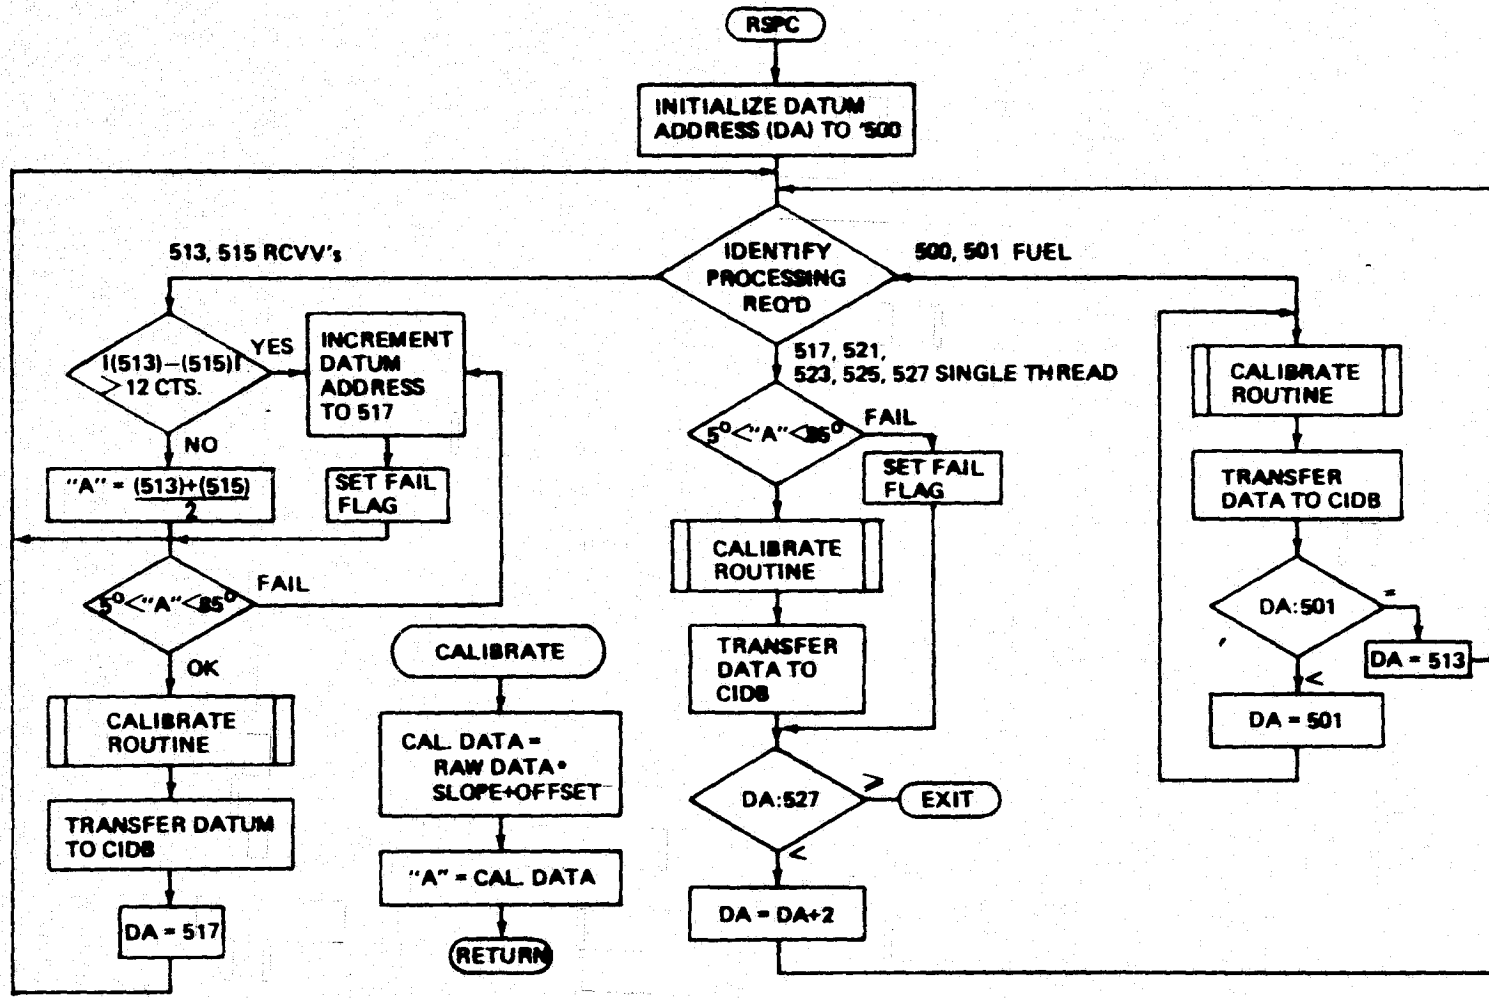 RSPC
INITIALIZE DATUM
ADDRESS (DA) TO '500
513, 515 RCVV's
IDENTIFY
PROCESSING
REQ'D
500, 501 FUEL
|(513)−(515)|
> 12 CTS.
YES
NO
INCREMENT
DATUM
ADDRESS
TO 517
SET FAIL
FLAG
"A" = (513)+(515)
2
5° < "A" < 85°
FAIL
OK
CALIBRATE
ROUTINE
TRANSFER DATUM
TO CIDB
DA = 517
CALIBRATE
CAL. DATA =
RAW DATA •
SLOPE+OFFSET
"A" = CAL. DATA
RETURN
517, 521,
523, 525, 527 SINGLE THREAD
5° < "A" < 85°
FAIL
SET FAIL
FLAG
CALIBRATE
ROUTINE
TRANSFER
DATA TO
CIDB
DA:527
≥
EXIT
<
DA = DA+2
CALIBRATE
ROUTINE
TRANSFER
DATA TO CIDB
DA:501
=
DA = 513
<
DA = 501